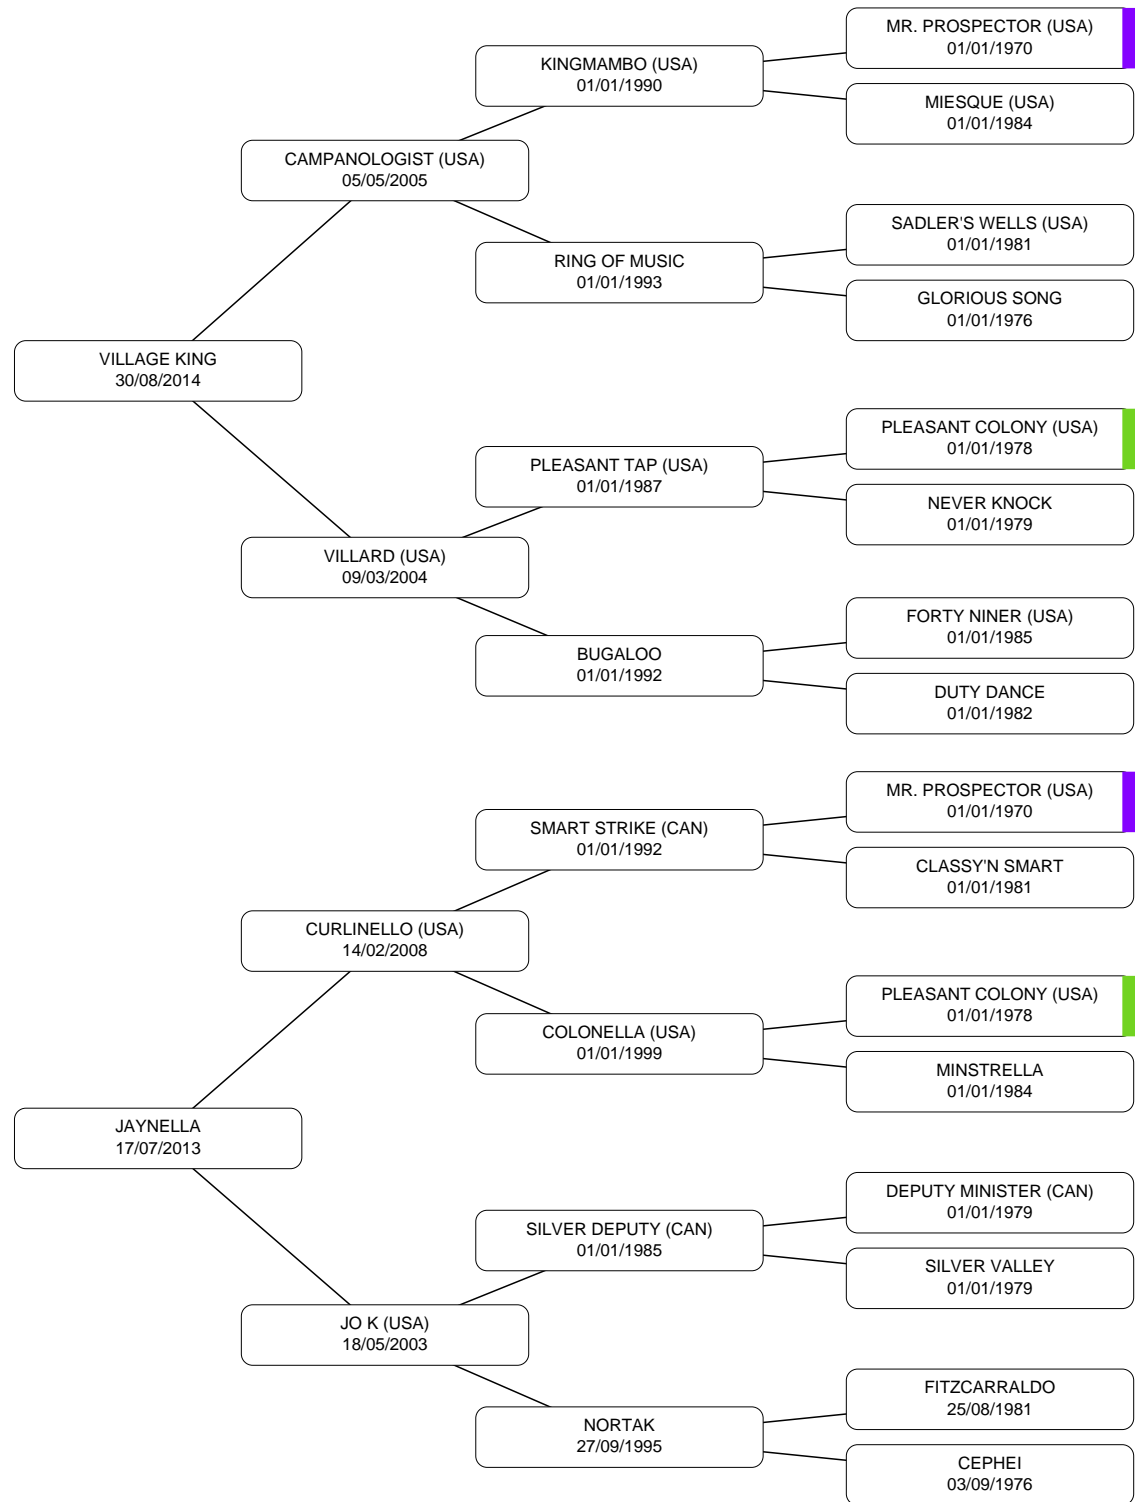 MR. PROSPECTOR (USA)
01/01/1970
KINGMAMBO (USA)
01/01/1990
MIESQUE (USA)
01/01/1984
CAMPANOLOGIST (USA)
05/05/2005
SADLER'S WELLS (USA)
01/01/1981
RING OF MUSIC
01/01/1993
GLORIOUS SONG
01/01/1976
VILLAGE KING
30/08/2014
PLEASANT COLONY (USA)
01/01/1978
PLEASANT TAP (USA)
01/01/1987
NEVER KNOCK
01/01/1979
VILLARD (USA)
09/03/2004
FORTY NINER (USA)
01/01/1985
BUGALOO
01/01/1992
DUTY DANCE
01/01/1982
MR. PROSPECTOR (USA)
01/01/1970
SMART STRIKE (CAN)
01/01/1992
CLASSY'N SMART
01/01/1981
CURLINELLO (USA)
14/02/2008
PLEASANT COLONY (USA)
01/01/1978
COLONELLA (USA)
01/01/1999
MINSTRELLA
01/01/1984
JAYNELLA
17/07/2013
DEPUTY MINISTER (CAN)
01/01/1979
SILVER DEPUTY (CAN)
01/01/1985
SILVER VALLEY
01/01/1979
JO K (USA)
18/05/2003
FITZCARRALDO
25/08/1981
NORTAK
27/09/1995
CEPHEI
03/09/1976